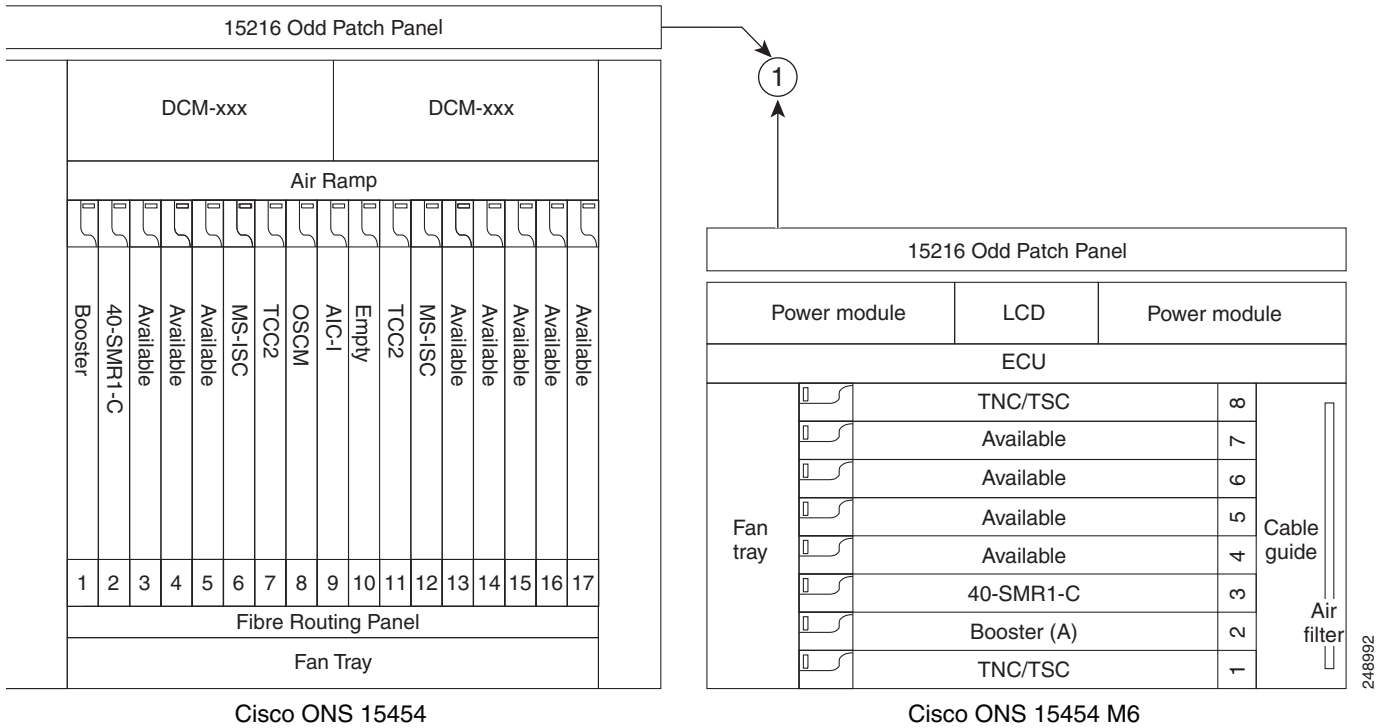 15216 Odd Patch Panel
1
DCM-xxx
DCM-xxx
Air Ramp
Booster
40-SMR1-C
Available
Available
Available
MS-ISC
TCC2
OSCM
AIC-I
Empty
TCC2
MS-ISC
Available
Available
Available
Available
Available
1 2 3 4 5 6 7 8 9 10 11 12 13 14 15 16 17
Fibre Routing Panel
Fan Tray
Cisco ONS 15454
15216 Odd Patch Panel
Power module
LCD
Power module
ECU
Fan
tray
TNC/TSC 8
Available 7
Available 6
Available 5
Available 4
40-SMR1-C 3
Booster (A) 2
TNC/TSC 1
Cable
guide
Air
filter
Cisco ONS 15454 M6
248992